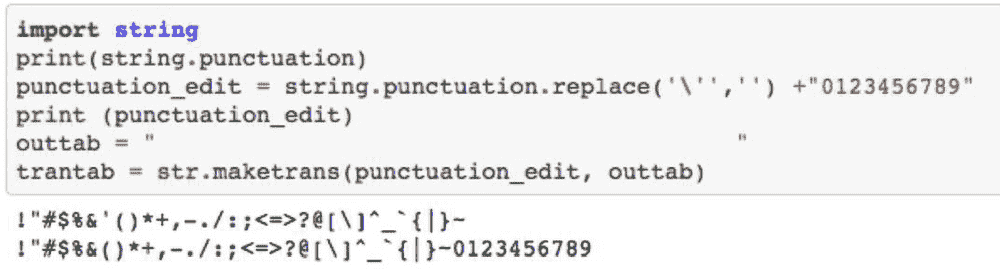 import string
print(string.punctuation)
punctuation_edit = string.punctuation.replace('\'','') +"0123456789"
print (punctuation_edit)
outtab = "                                         "
trantab = str.maketrans(punctuation_edit, outtab)
!"#$%&'()*+,-./:;<=>?@[\]^_`{|}~
!"#$%&()*+,-./:;<=>?@[\]^_`{|}~0123456789